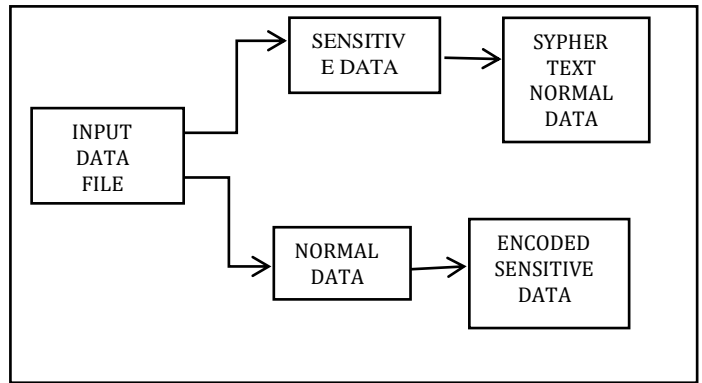 SENSITIV
E DATA
SYPHER
TEXT
NORMAL
DATA
INPUT
DATA
FILE
NORMAL
DATA
ENCODED
SENSITIVE
DATA